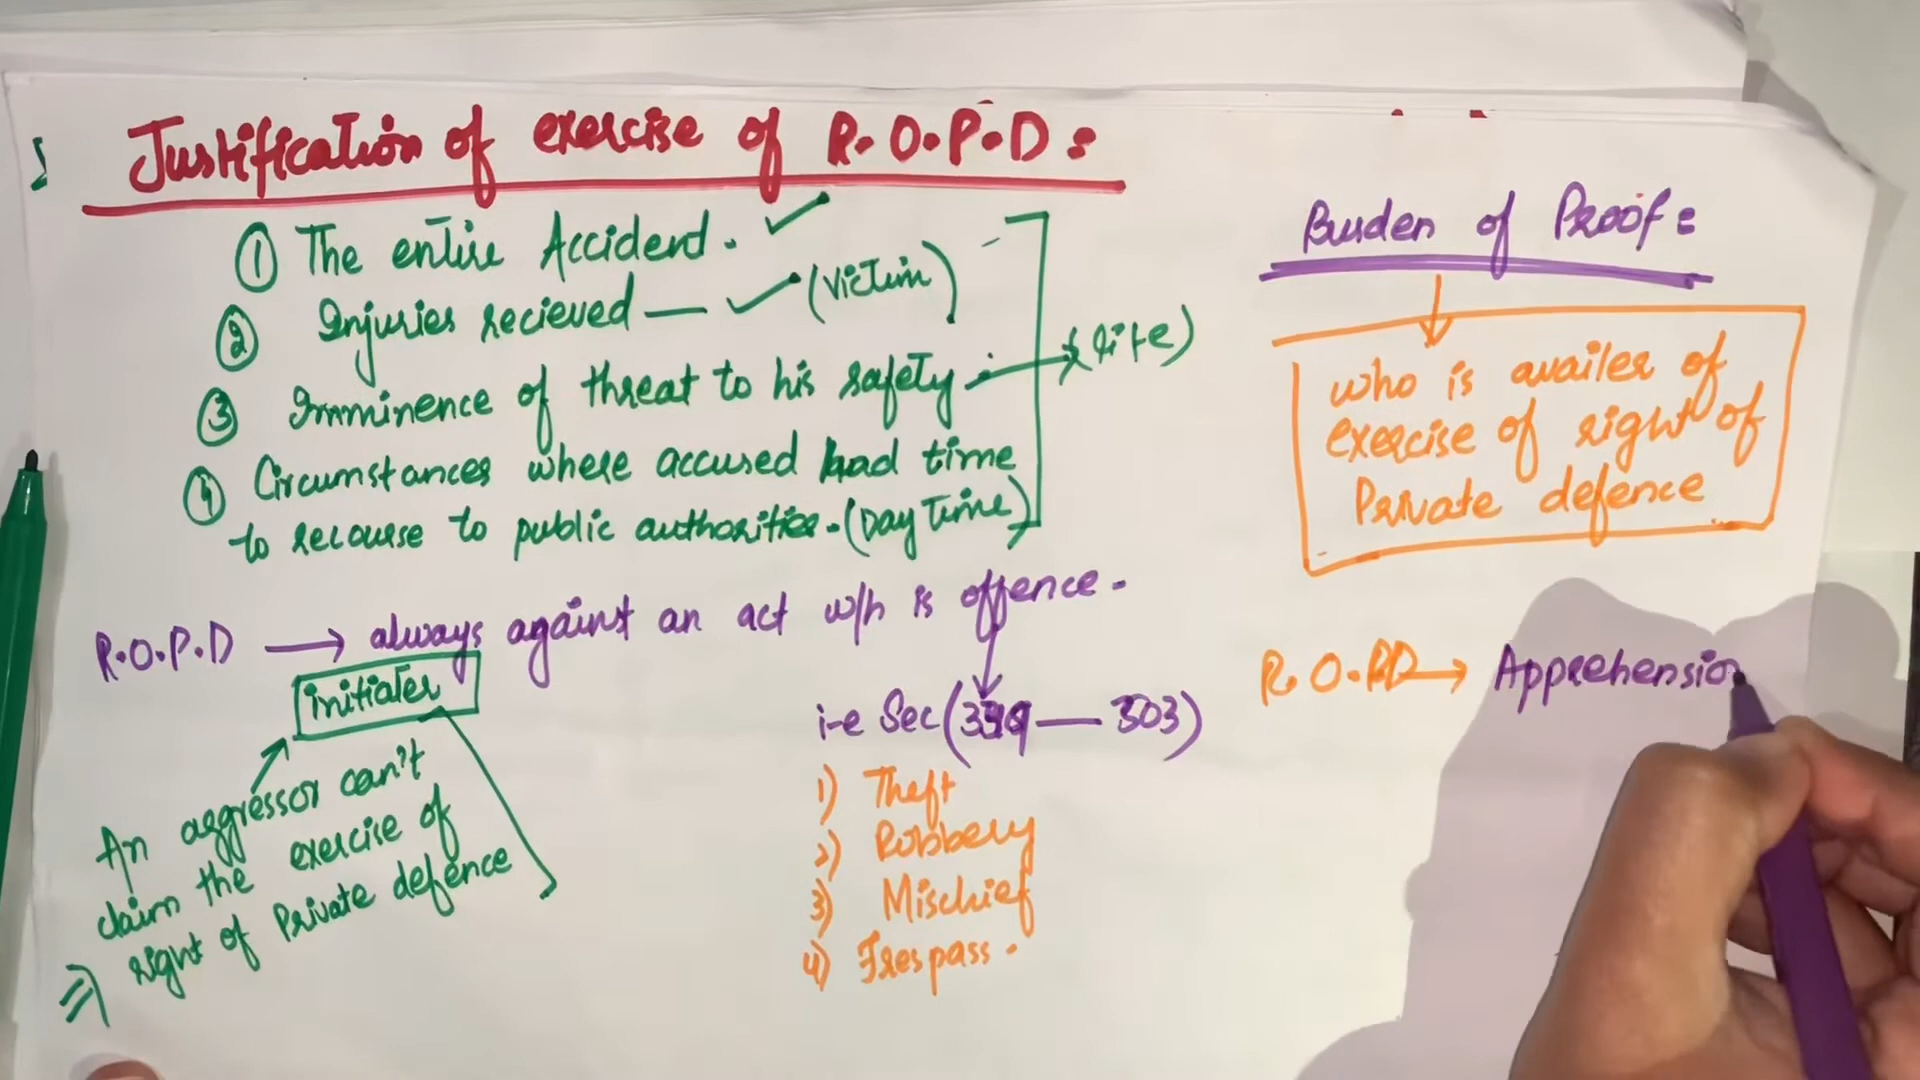 Justification of exercise of R.O.P.D:
① The entire Accident.
② Injuries recieved — (victim)
③ Imminence of threat to his safety
(life)
④ Circumstances where accused had time
to recourse to public authorities. (Day Time)
R.O.P.D → always against an act w/h is offence.
initiater
An aggressor can't
claim the exercise of
right of Private defence
i-e Sec ( — 503)
1) Theft
2) Robbery
3) Mischief
4) Trespass.
Burden of Proof:
who is availer of
exercise of right of
Private defence
R.O.P.D → Apprehension